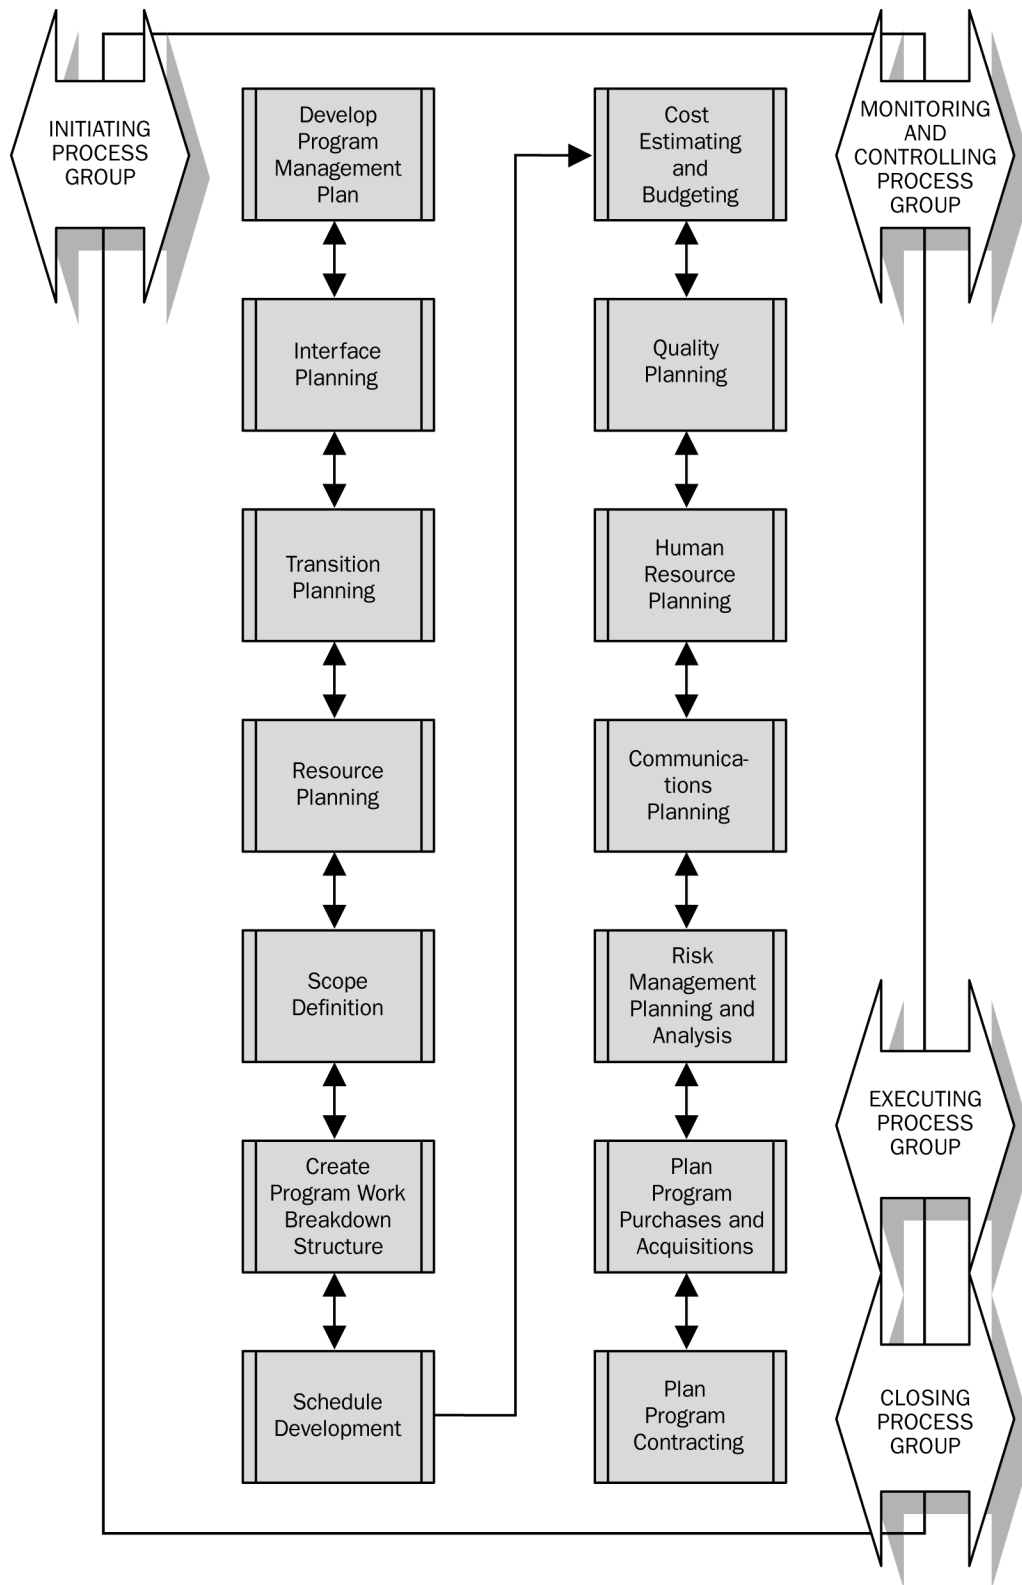 INITIATING
PROCESS
GROUP
Develop
Program
Management
Plan
Interface
Planning
Transition
Planning
Resource
Planning
Scope
Definition
Create
Program Work
Breakdown
Structure
Schedule
Development
Cost
Estimating
and
Budgeting
Quality
Planning
Human
Resource
Planning
Communica-
tions
Planning
Risk
Management
Planning and
Analysis
Plan
Program
Purchases and
Acquisitions
Plan
Program
Contracting
MONITORING
AND
CONTROLLING
PROCESS
GROUP
EXECUTING
PROCESS
GROUP
CLOSING
PROCESS
GROUP